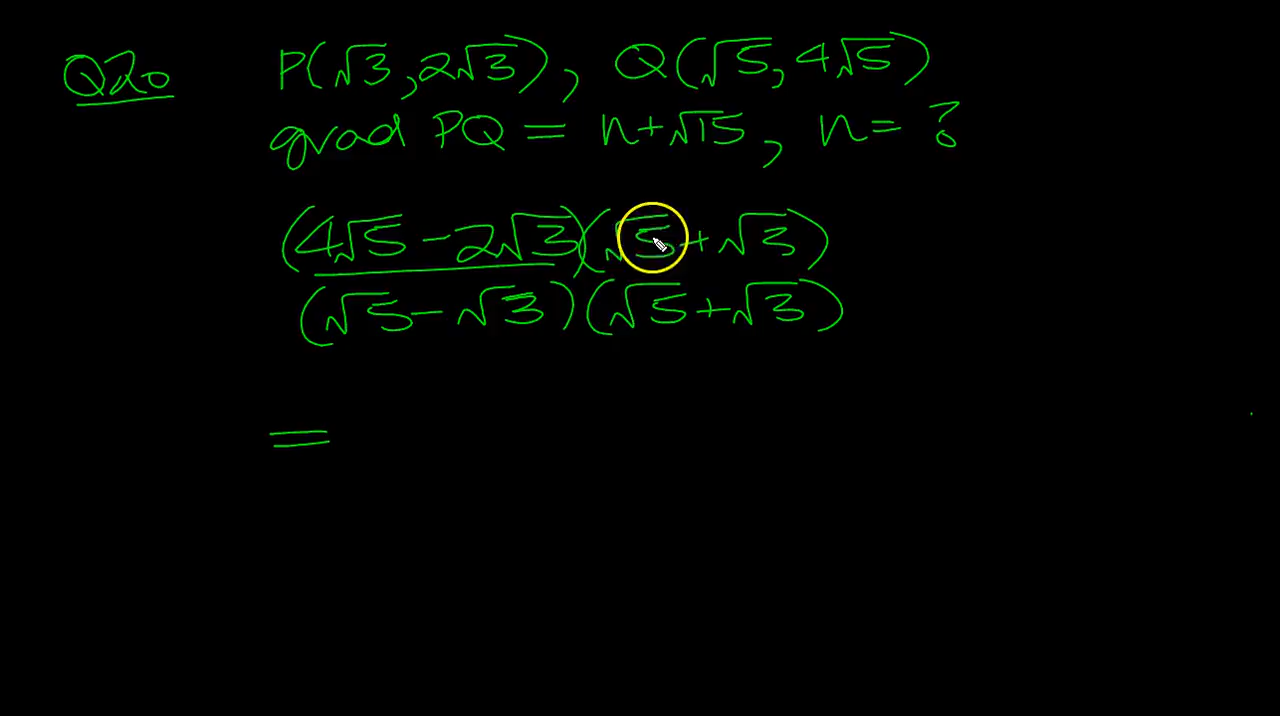 Q20 P(√3, 2√3), Q(√5, 4√5)
grad PQ = n+√15, n= ?
(4√5 - 2√3)(√5 + √3)
(√5 - √3)(√5 + √3)
=